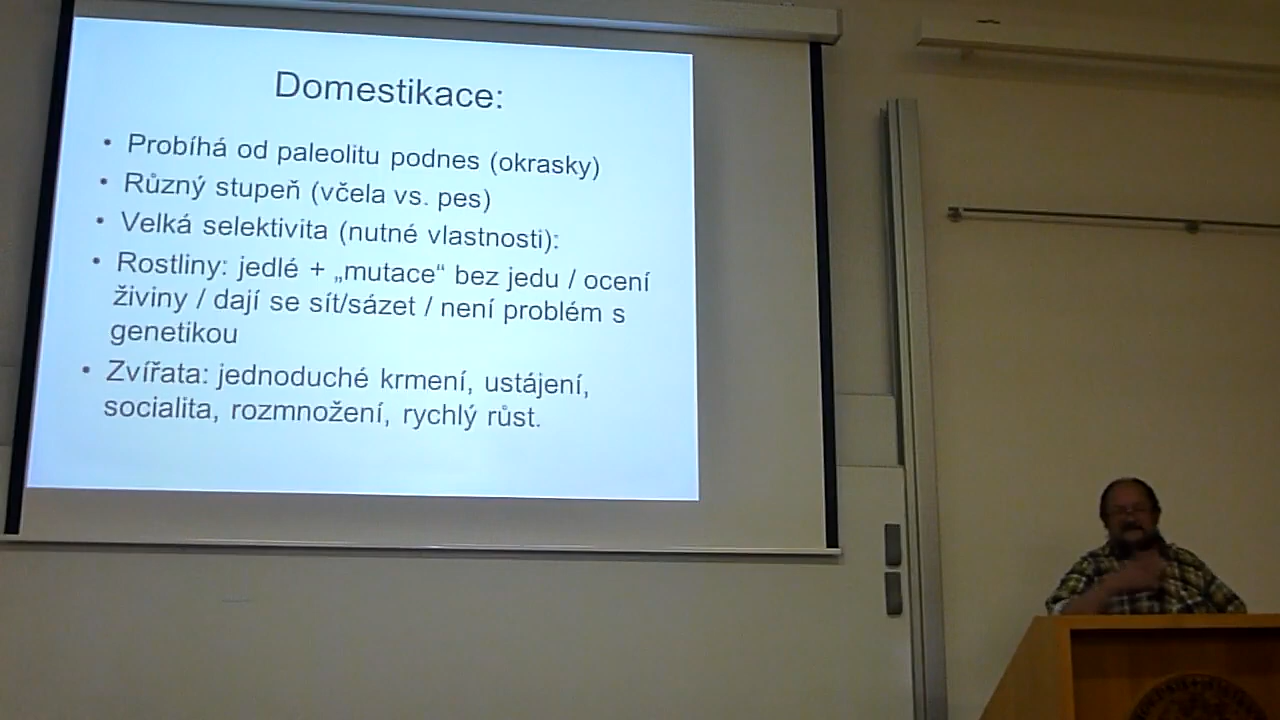 Domestikace:
• Probíhá od paleolitu podnes (okrasky)
• Různý stupeň (včela vs. pes)
• Velká selektivita (nutné vlastnosti):
• Rostliny: jedlé + „mutace“ bez jedu / ocení
živiny / dají se sít/sázet / není problém s
genetikou
• Zvířata: jednoduché krmení, ustájení,
socialita, rozmnožení, rychlý růst.